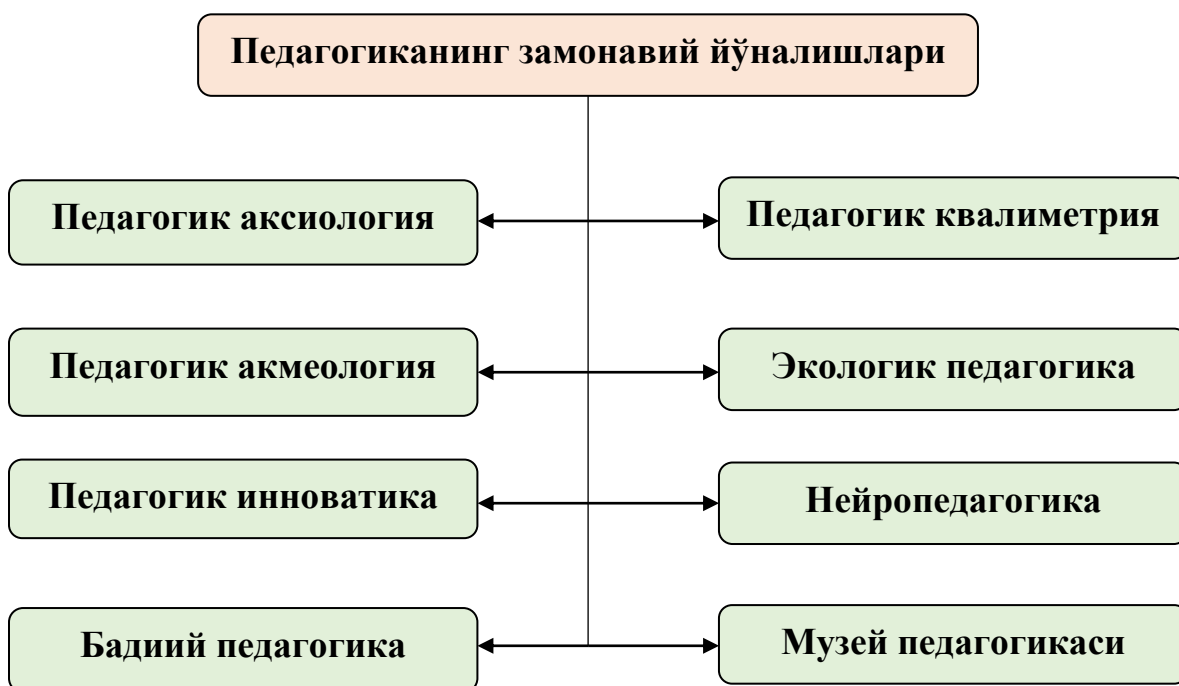 Педагогиканинг замонавий йўналишлари
Педагогик аксиология
Педагогик квалиметрия
Педагогик акмеология
Экологик педагогика
Педагогик инноватика
Нейропедагогика
Бадиий педагогика
Музей педагогикаси